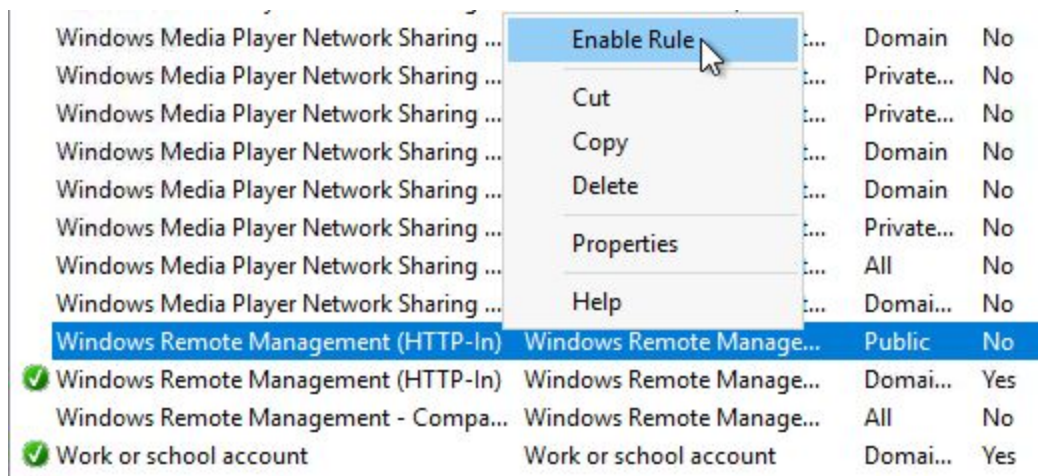 Windows Media Player Network Sharing ... Domain No
Windows Media Player Network Sharing ... Private... No
Windows Media Player Network Sharing ... Private... No
Windows Media Player Network Sharing ... Domain No
Windows Media Player Network Sharing ... Domain No
Windows Media Player Network Sharing ... Private... No
Windows Media Player Network Sharing ... All No
Windows Media Player Network Sharing ... Domai... No
Windows Remote Management (HTTP-In) Windows Remote Manage... Public No
Windows Remote Management (HTTP-In) Windows Remote Manage... Domai... Yes
Windows Remote Management - Compa... Windows Remote Manage... All No
Work or school account Work or school account Domai... Yes
Enable Rule
Cut
Copy
Delete
Properties
Help